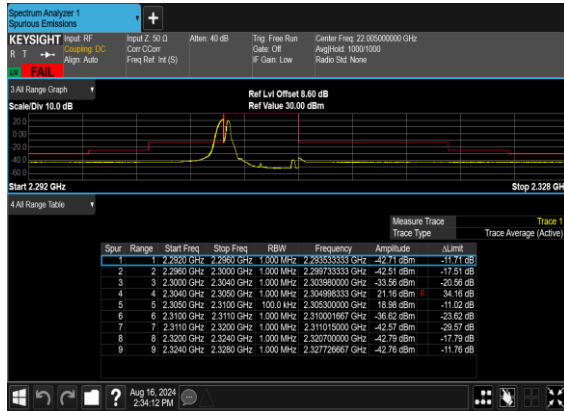 Spectrum Analyzer 1
Spurious Emissions
+
KEYSIGHT Input: RF Input Z: 50 Ω Atten: 40 dB Trig: Free Run Center Freq: 22.005000000 GHz
R T Coupling: DC Corr CCorr Gate: Off Avg|Hold: 1000/1000
Align: Auto Freq Ref: Int (S) IF Gain: Low Radio Std: None
FAIL
3 All Range Graph Ref Lvl Offset 8.60 dB
Scale/Div 10.0 dB Ref Value 30.00 dBm
20.0
0.00
-20.0
-40.0
-60.0
Start 2.292 GHz Stop 2.328 GH
4 All Range Table
Measure Trace Trace 1
Trace Type Trace Average (Active)
Spur Range Start Freq Stop Freq RBW Frequency Amplitude ΔLimit
1 1 2.2920 GHz 2.2960 GHz 1.000 MHz 2.293533333 GHz -42.71 dBm -11.71 dB
2 2 2.2960 GHz 2.3000 GHz 1.000 MHz 2.299733333 GHz -42.51 dBm -17.51 dB
3 3 2.3000 GHz 2.3040 GHz 1.000 MHz 2.303980000 GHz -33.56 dBm -20.56 dB
4 4 2.3040 GHz 2.3050 GHz 1.000 MHz 2.304998333 GHz 21.16 dBm F 34.16 dB
5 5 2.3050 GHz 2.3100 GHz 100.0 kHz 2.305300000 GHz 18.98 dBm -11.02 dB
6 6 2.3100 GHz 2.3110 GHz 1.000 MHz 2.310001667 GHz -36.62 dBm -23.62 dB
7 7 2.3110 GHz 2.3200 GHz 1.000 MHz 2.311015000 GHz -42.57 dBm -29.57 dB
8 8 2.3200 GHz 2.3240 GHz 1.000 MHz 2.320700000 GHz -42.79 dBm -17.79 dB
9 9 2.3240 GHz 2.3280 GHz 1.000 MHz 2.327726667 GHz -42.76 dBm -11.76 dB
? Aug 16, 2024
2:34:12 PM